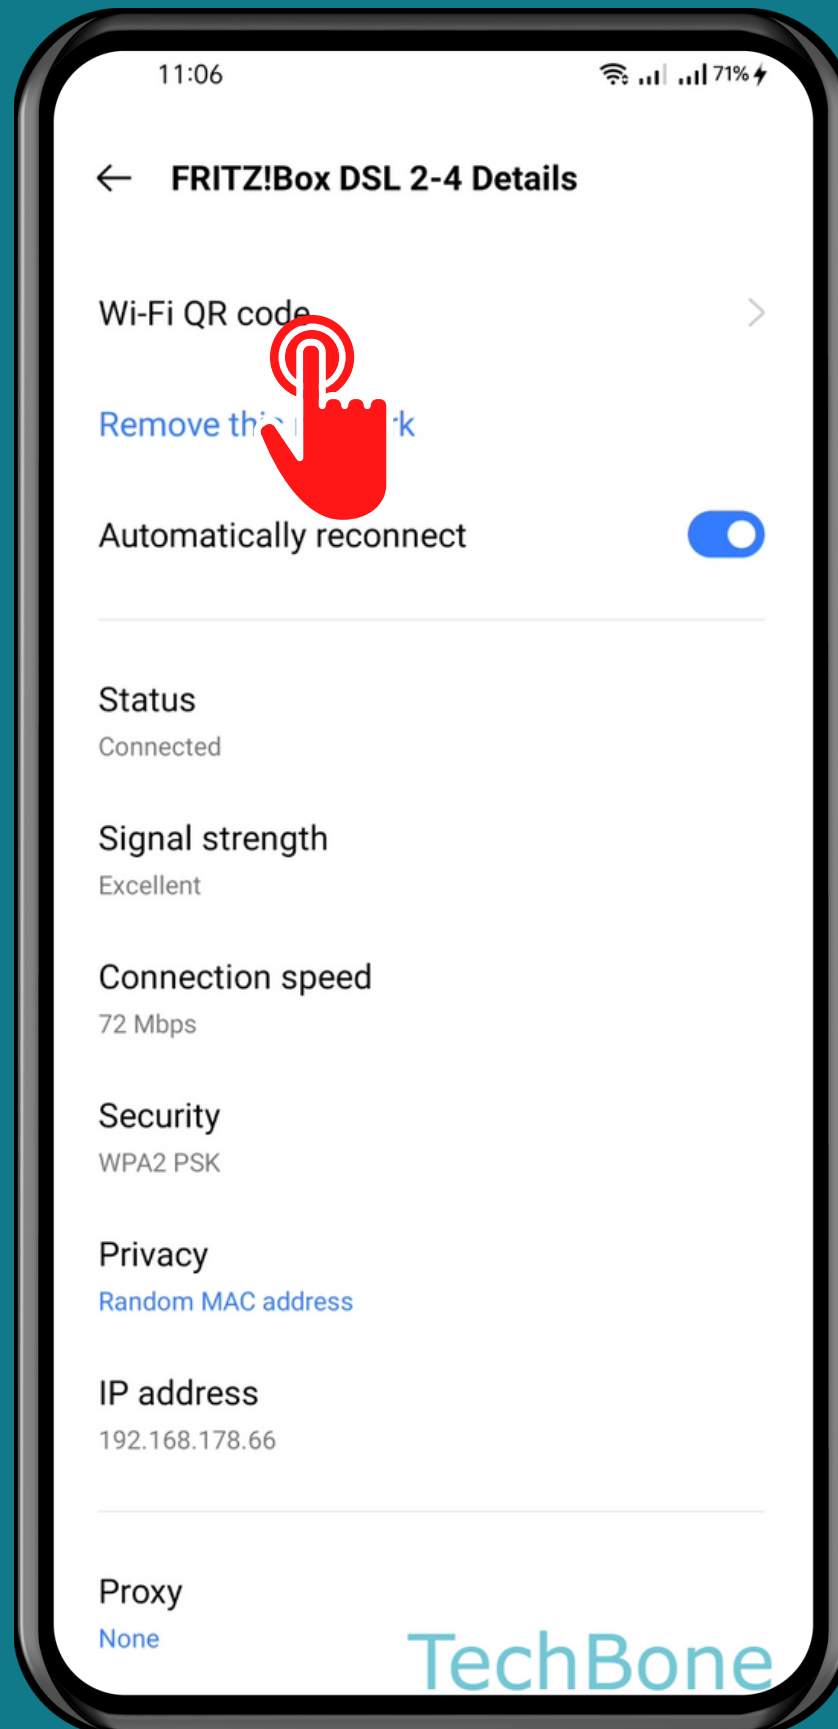 11:06
71%
FRITZ!Box DSL 2-4 Details
Wi-Fi QR code
Remove this rk
Automatically reconnect
Status
Connected
Signal strength
Excellent
Connection speed
72 Mbps
Security
WPA2 PSK
Privacy
Random MAC address
IP address
192.168.178.66
Proxy
None
TechBone